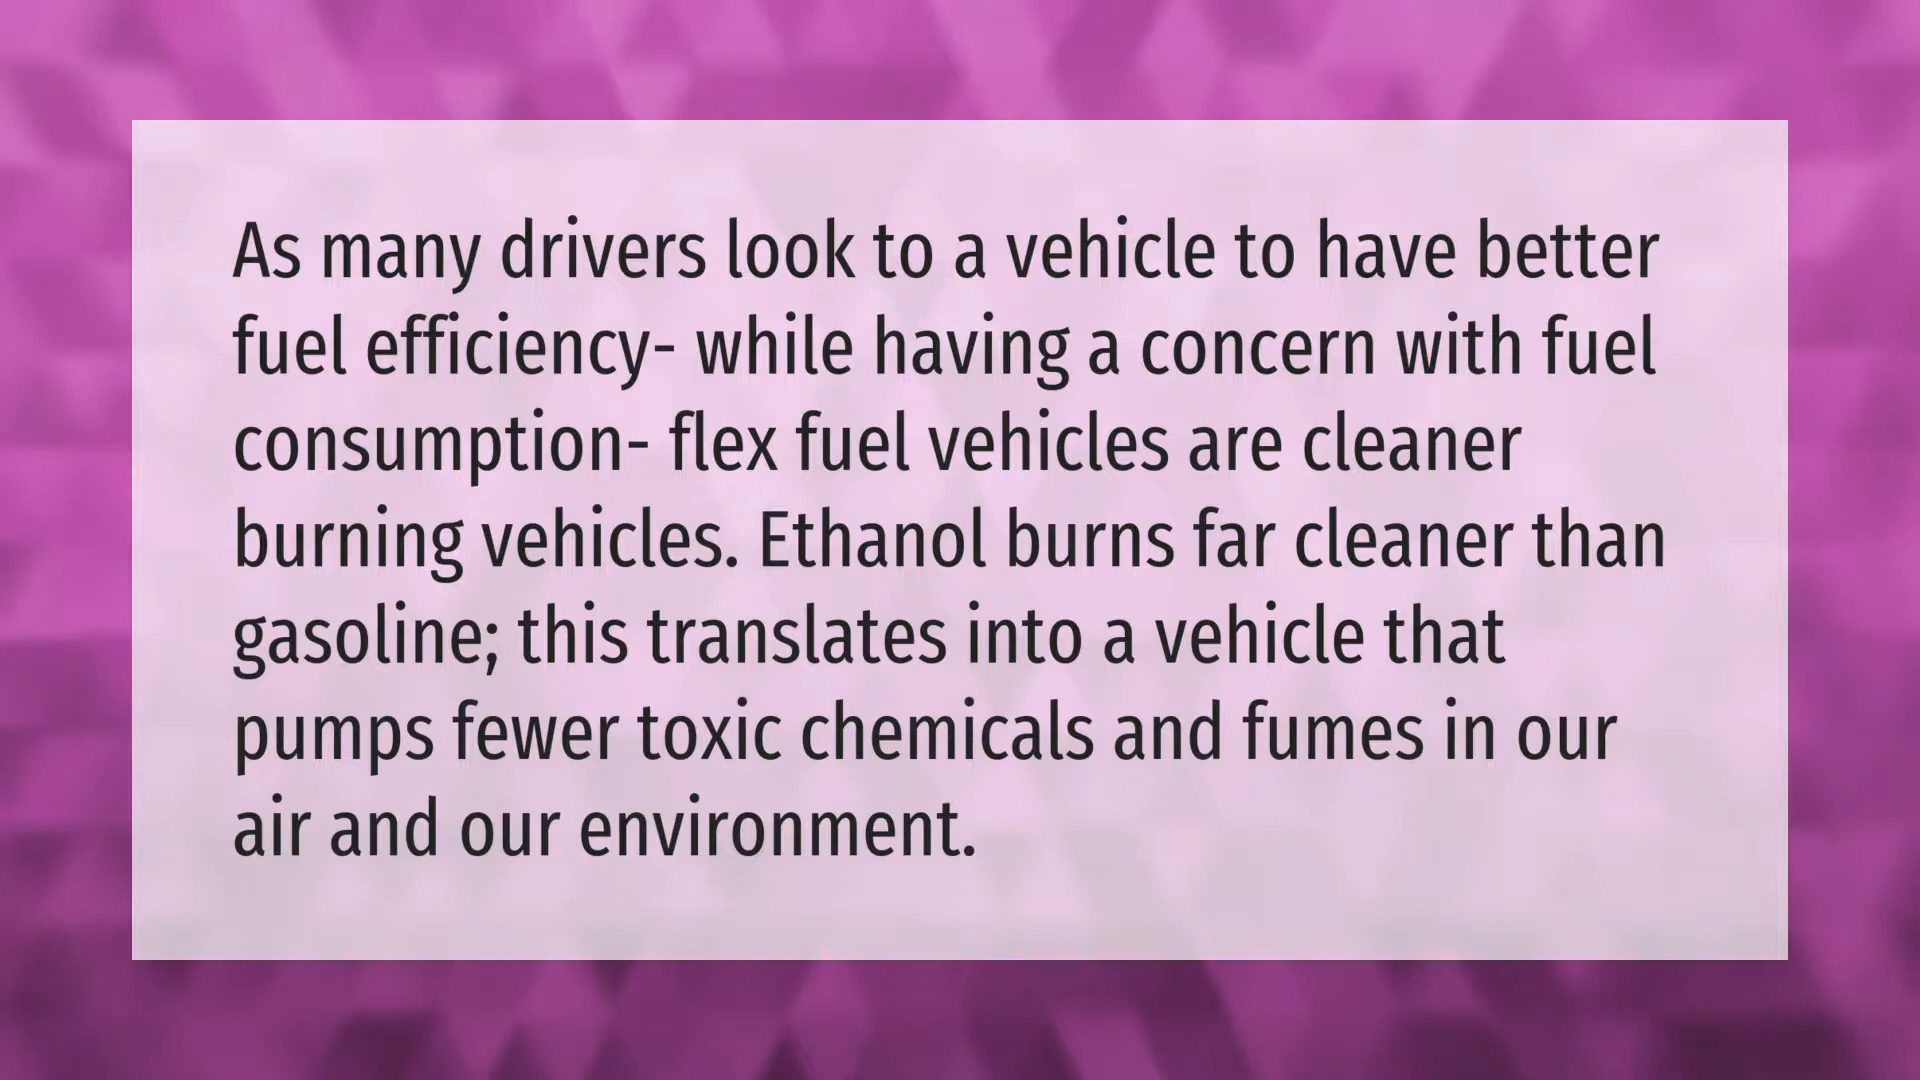 As many drivers look to a vehicle to have better
fuel efficiency- while having a concern with fuel
consumption- flex fuel vehicles are cleaner
burning vehicles. Ethanol burns far cleaner than
gasoline; this translates into a vehicle that
pumps fewer toxic chemicals and fumes in our
air and our environment.